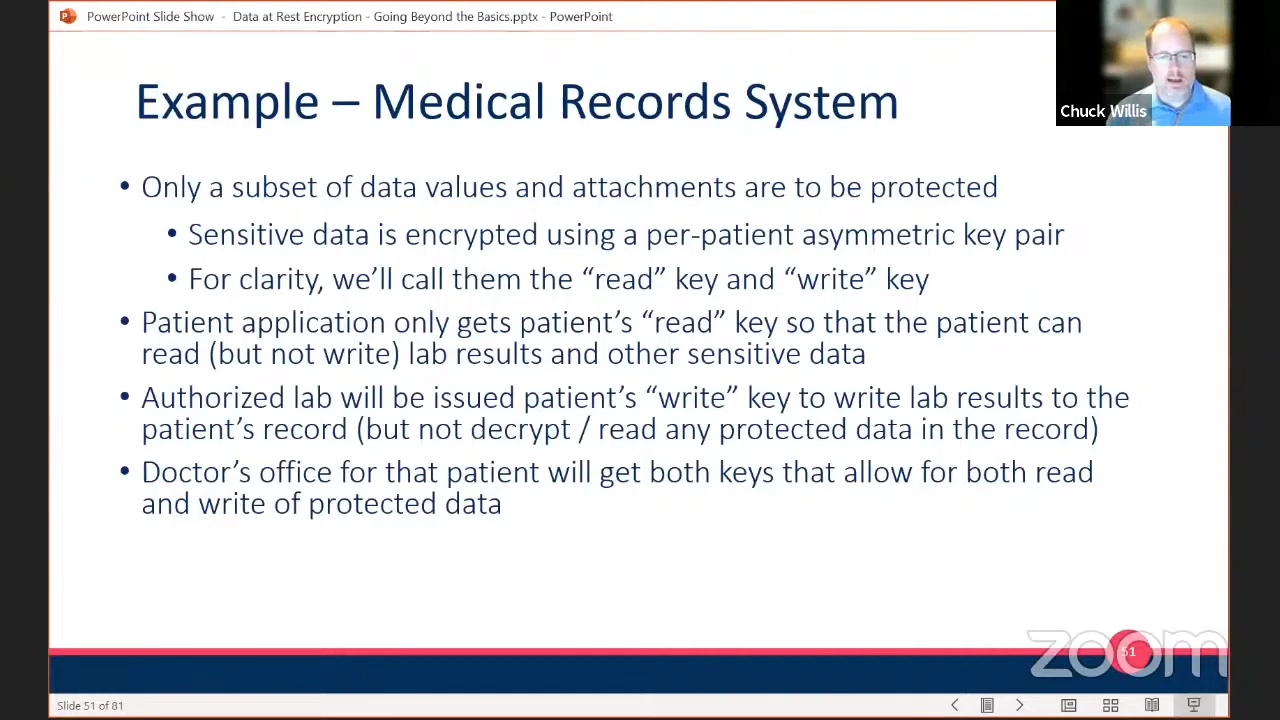 PowerPoint Slide Show - Data at Rest Encryption - Going Beyond the Basics.pptx - PowerPoint
Chuck Willis
Example – Medical Records System
• Only a subset of data values and attachments are to be protected
• Sensitive data is encrypted using a per-patient asymmetric key pair
• For clarity, we’ll call them the “read” key and “write” key
• Patient application only gets patient’s “read” key so that the patient can
read (but not write) lab results and other sensitive data
• Authorized lab will be issued patient’s “write” key to write lab results to the
patient’s record (but not decrypt / read any protected data in the record)
• Doctor’s office for that patient will get both keys that allow for both read
and write of protected data
51
zoom
Slide 51 of 81